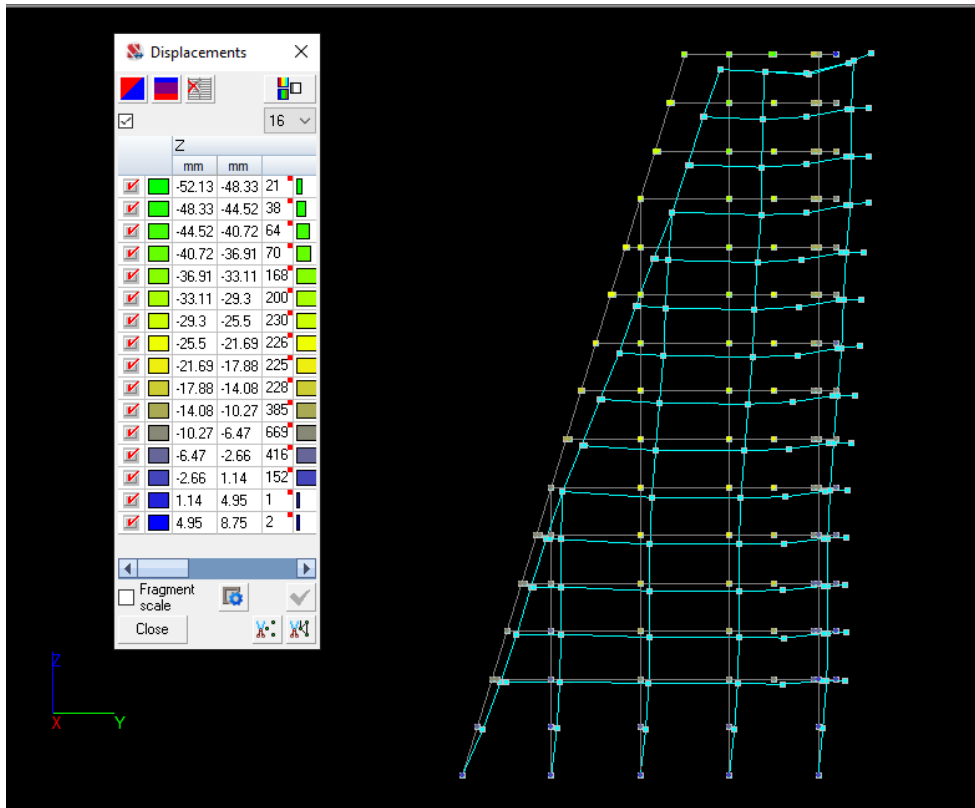 Displacements
16
Z
mm mm
-52.13 -48.33 21
-48.33 -44.52 38
-44.52 -40.72 64
-40.72 -36.91 70
-36.91 -33.11 168
-33.11 -29.3 200
-29.3 -25.5 230
-25.5 -21.69 226
-21.69 -17.88 225
-17.88 -14.08 228
-14.08 -10.27 385
-10.27 -6.47 669
-6.47 -2.66 416
-2.66 1.14 152
1.14 4.95 1
4.95 8.75 2
Fragment
scale
Close
Z
X Y